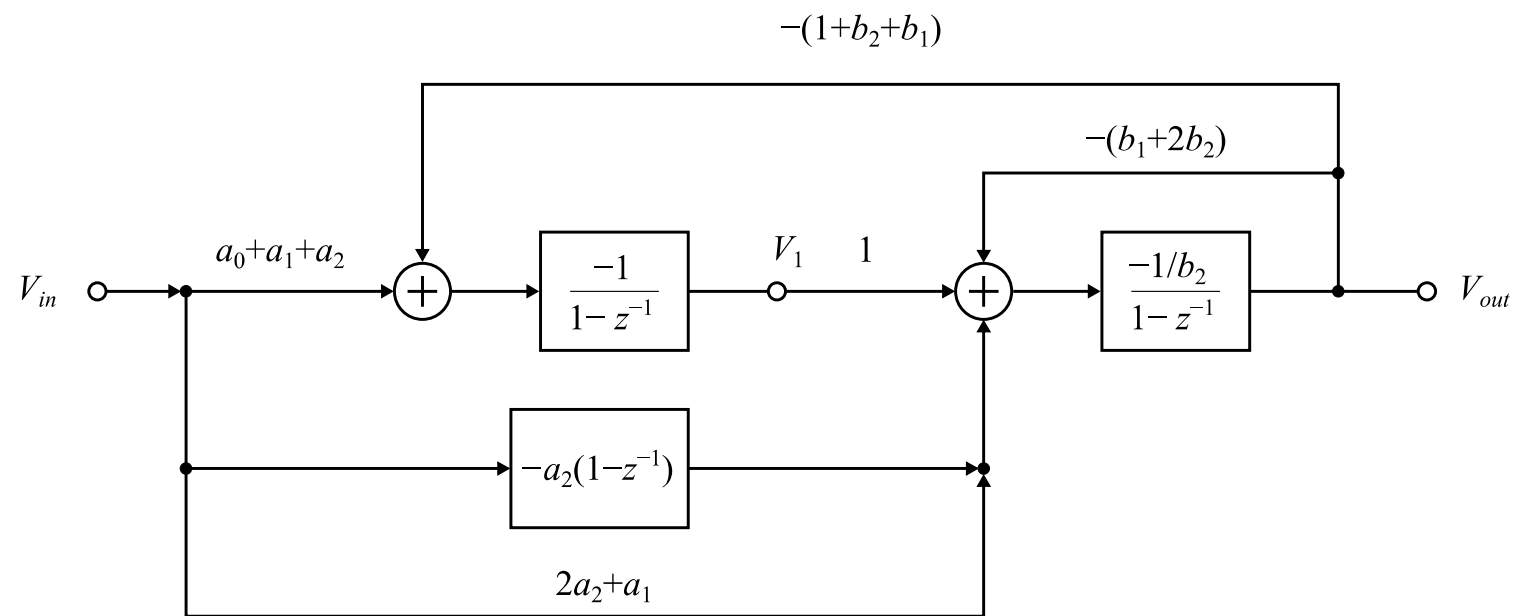 −(1+b₂+b₁)
−(b₁+2b₂)
a₀+a₁+a₂
V₁
1
−1
1− z⁻¹
−1/b₂
1− z⁻¹
Vᵢₙ
+
+
Vₒᵤₜ
−a₂(1−z⁻¹)
2a₂+a₁